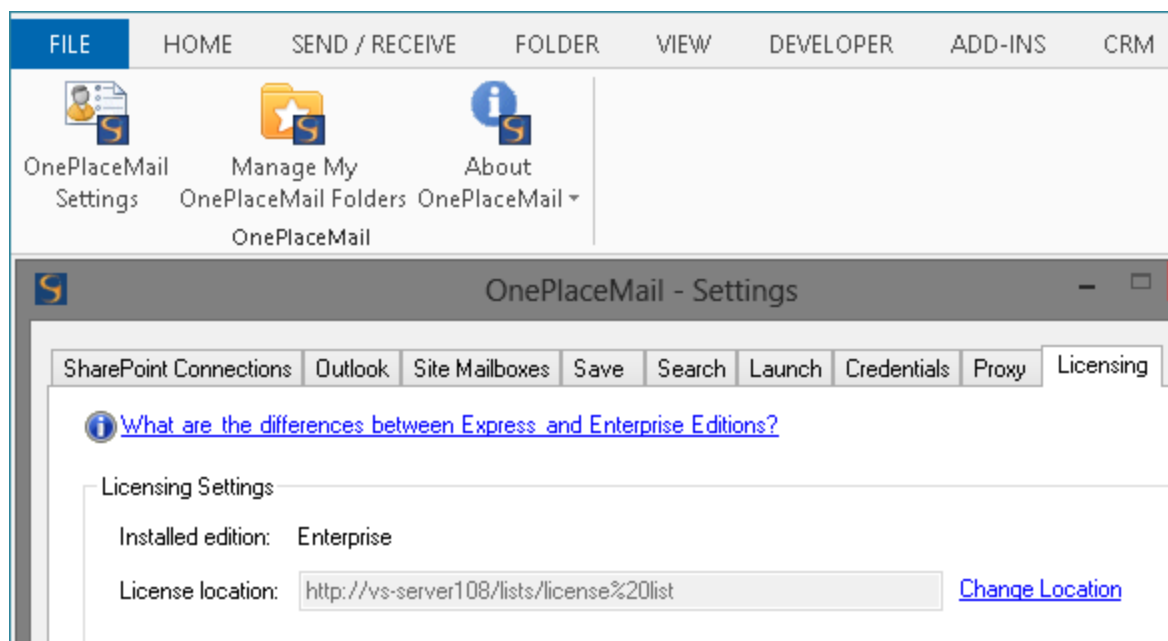 FILE HOME SEND / RECEIVE FOLDER VIEW DEVELOPER ADD-INS CRM
OnePlaceMail Settings
Manage My OnePlaceMail Folders
About OnePlaceMail
OnePlaceMail
OnePlaceMail - Settings
SharePoint Connections Outlook Site Mailboxes Save Search Launch Credentials Proxy Licensing
What are the differences between Express and Enterprise Editions?
Licensing Settings
Installed edition: Enterprise
License location: http://vs-server108/lists/license%20list Change Location